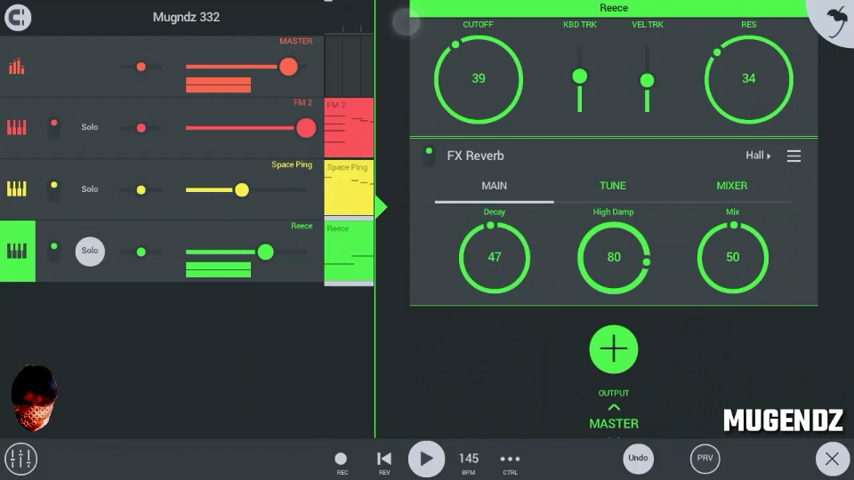 Mugndz 332
MASTER
FM 2
Solo
FM 2
Space Ping
Solo
Space Ping
Reece
Solo
Reece
Reece
CUTOFF
KBD TRK
VEL TRK
RES
39
34
FX Reverb
Hall
MAIN
TUNE
MIXER
Decay
High Damp
Mix
47
80
50
OUTPUT
MASTER
MUGENDZ
REC
REV
145
BPM
CTRL
Undo
PRV